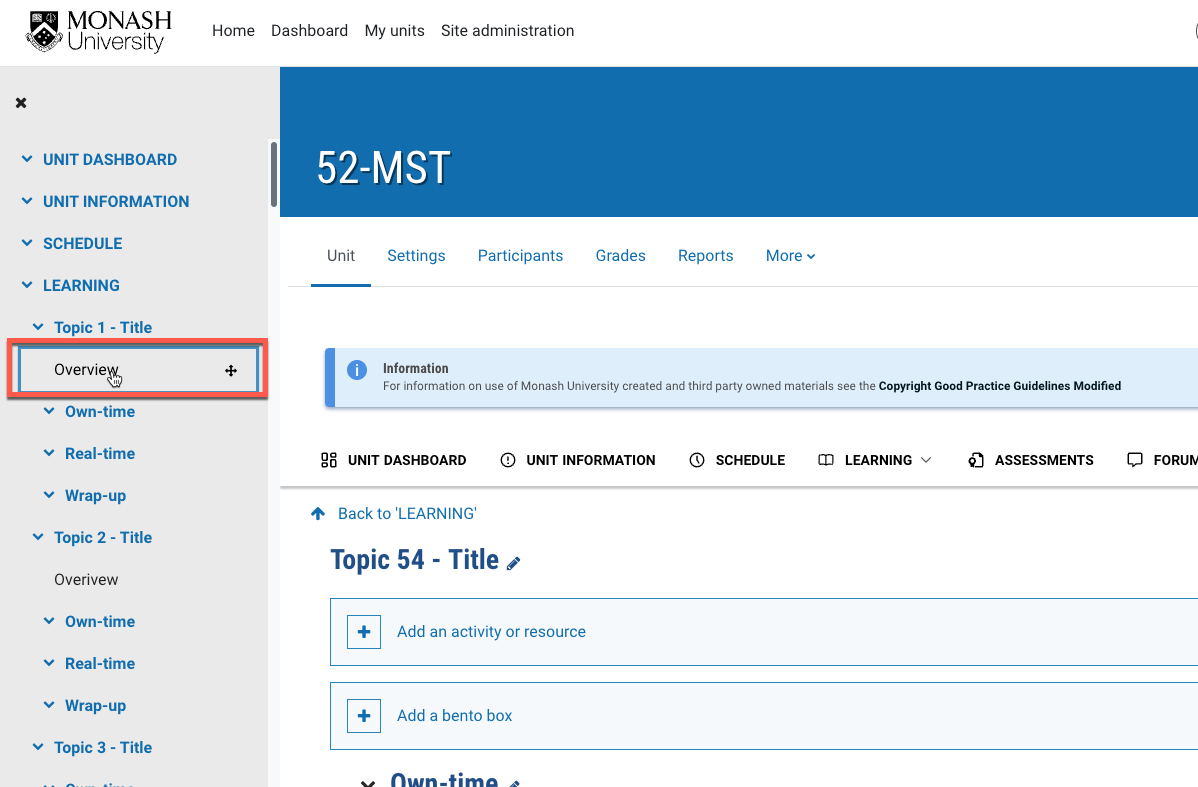 MONASH
University
Home Dashboard My units Site administration
UNIT DASHBOARD
UNIT INFORMATION
SCHEDULE
LEARNING
Topic 1 - Title
Overview
Own-time
Real-time
Wrap-up
Topic 2 - Title
Overivew
Own-time
Real-time
Wrap-up
Topic 3 - Title
Own-time
52-MST
Unit Settings Participants Grades Reports More
Information
For information on use of Monash University created and third party owned materials see the Copyright Good Practice Guidelines Modified
UNIT DASHBOARD UNIT INFORMATION SCHEDULE LEARNING ASSESSMENTS FORUM
Back to 'LEARNING'
Topic 54 - Title
Add an activity or resource
Add a bento box
Own-time